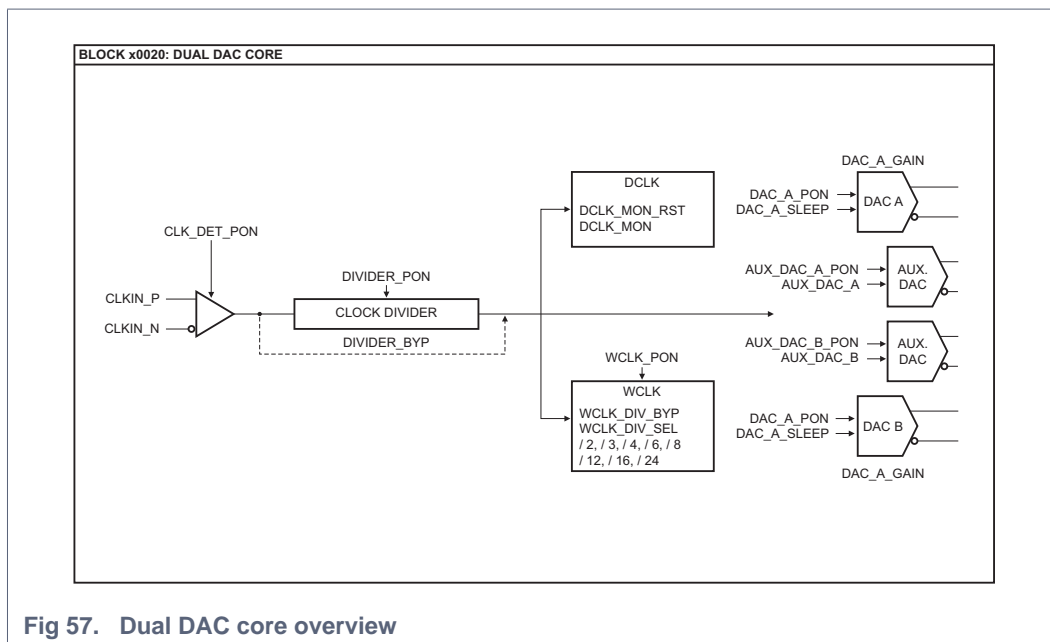 BLOCK x0020: DUAL DAC CORE
CLK_DET_PON
CLKIN_P
CLKIN_N
DIVIDER_PON
CLOCK DIVIDER
DIVIDER_BYP
DCLK
DCLK_MON_RST
DCLK_MON
WCLK_PON
WCLK
WCLK_DIV_BYP
WCLK_DIV_SEL
/ 2, / 3, / 4, / 6, / 8
/ 12, / 16, / 24
DAC_A_GAIN
DAC_A_PON
DAC_A_SLEEP
DAC A
AUX_DAC_A_PON
AUX_DAC_A
AUX.
DAC
AUX_DAC_B_PON
AUX_DAC_B
AUX.
DAC
DAC_A_PON
DAC_A_SLEEP
DAC B
DAC_A_GAIN
Fig 57. Dual DAC core overview